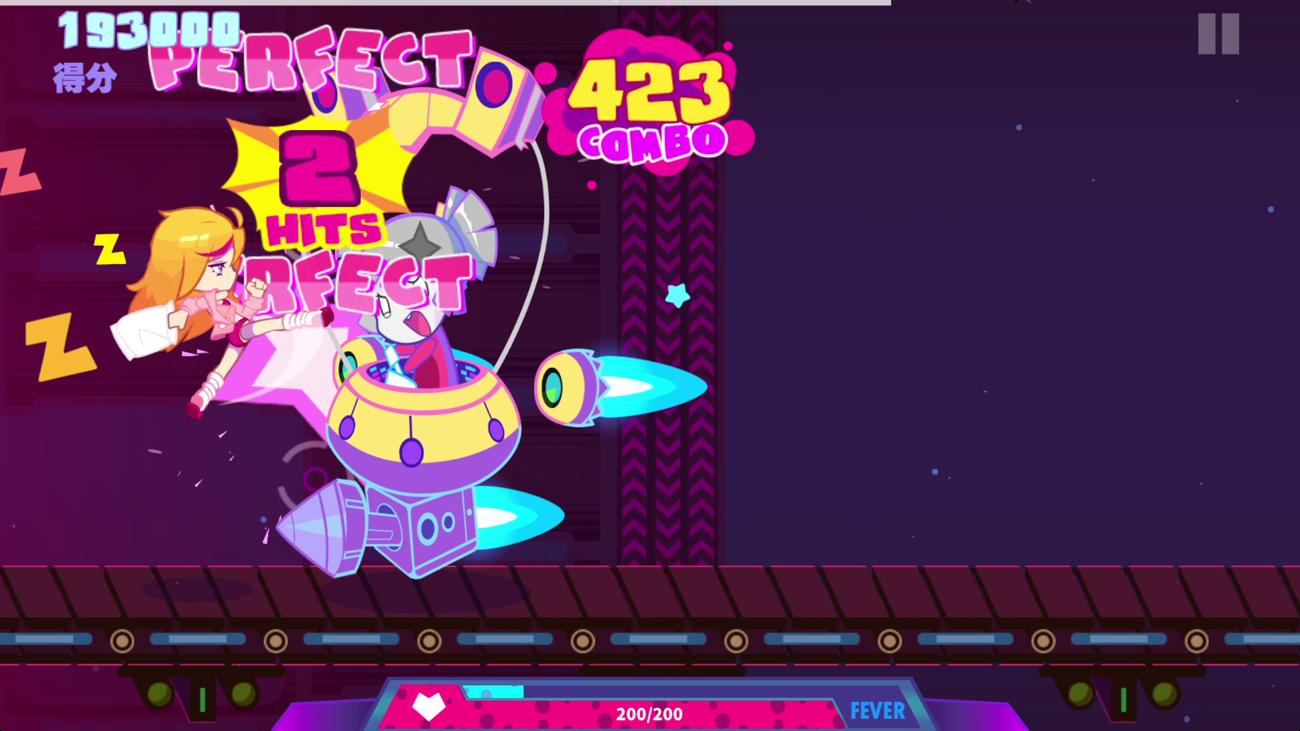 193000
得分
PERFECT
423
COMBO
2
HITS
RFECT
Z
Z
Z
200/200
FEVER